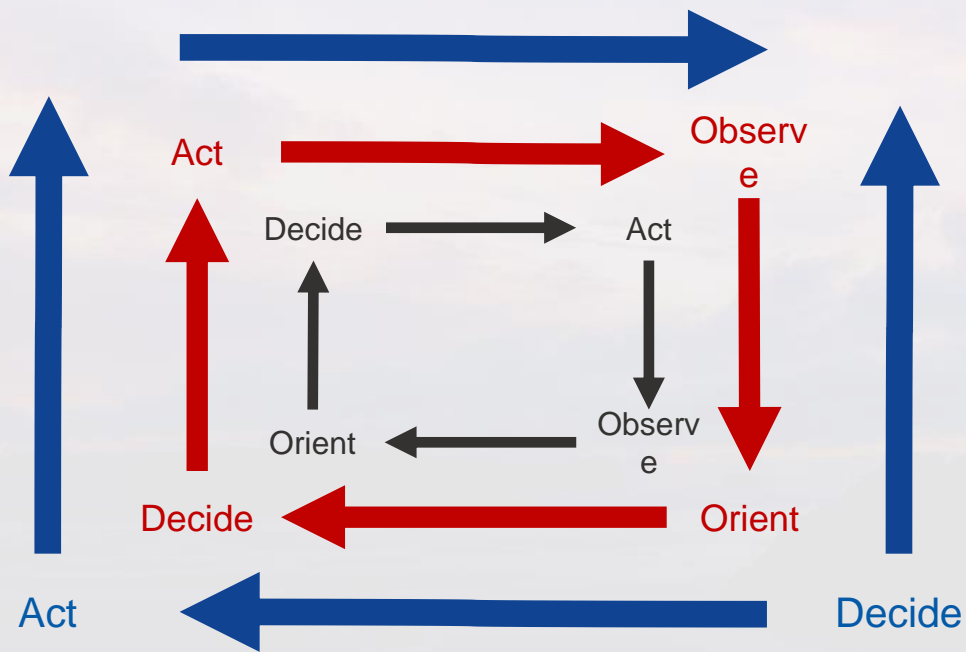 Act
Observ
e
Decide
Act
Orient
Observ
e
Decide
Orient
Act
Decide